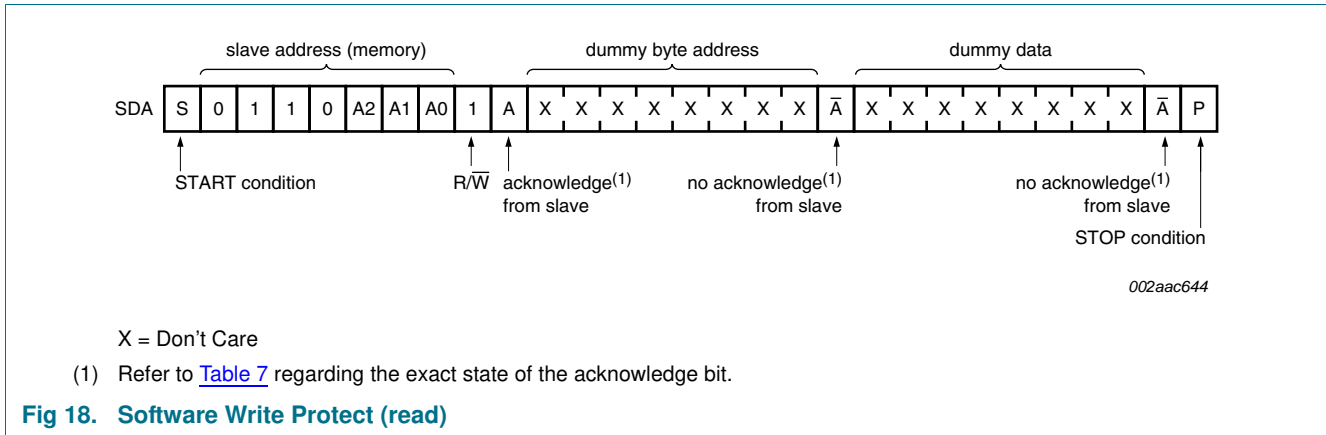 slave address (memory) dummy byte address dummy data
SDA S 0 1 1 0 A2 A1 A0 1 A X X X X X X X X A̅ X X X X X X X X A̅ P
START condition R/W̅ acknowledge(1) no acknowledge(1) no acknowledge(1)
from slave from slave from slave
STOP condition
002aac644
X = Don't Care
(1) Refer to Table 7 regarding the exact state of the acknowledge bit.
Fig 18. Software Write Protect (read)